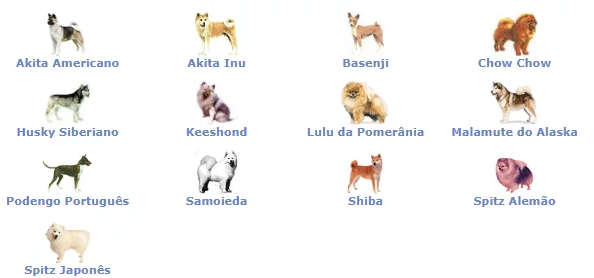 Akita Americano
Akita Inu
Basenji
Chow Chow
Husky Siberiano
Keeshond
Lulu da Pomerânia
Malamute do Alaska
Podengo Português
Samoieda
Shiba
Spitz Alemão
Spitz Japonês